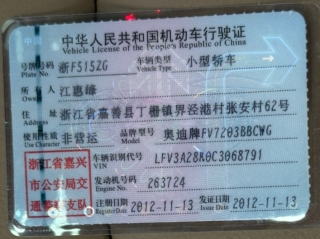 中华人民共和国机动车行驶证
Vehicle License of the People's Republic of China
号牌号码 浙F5152G 车辆类型 小型轿车
Plate No. Vehicle Type
所有人 江惠峰
Owner
住址 浙江省嘉善县丁栅镇界泾港村张安村62号
Address
使用性质 非营运 品牌型号 奥迪牌FV7203BBCWG
Use Character Model
浙江省嘉兴市公安局交通警察支队
车辆识别代号 LFV3A28K0C3068791
VIN
发动机号码 263724
Engine No.
注册日期 2012-11-13 发证日期 2012-11-13
Register Date Issue Date